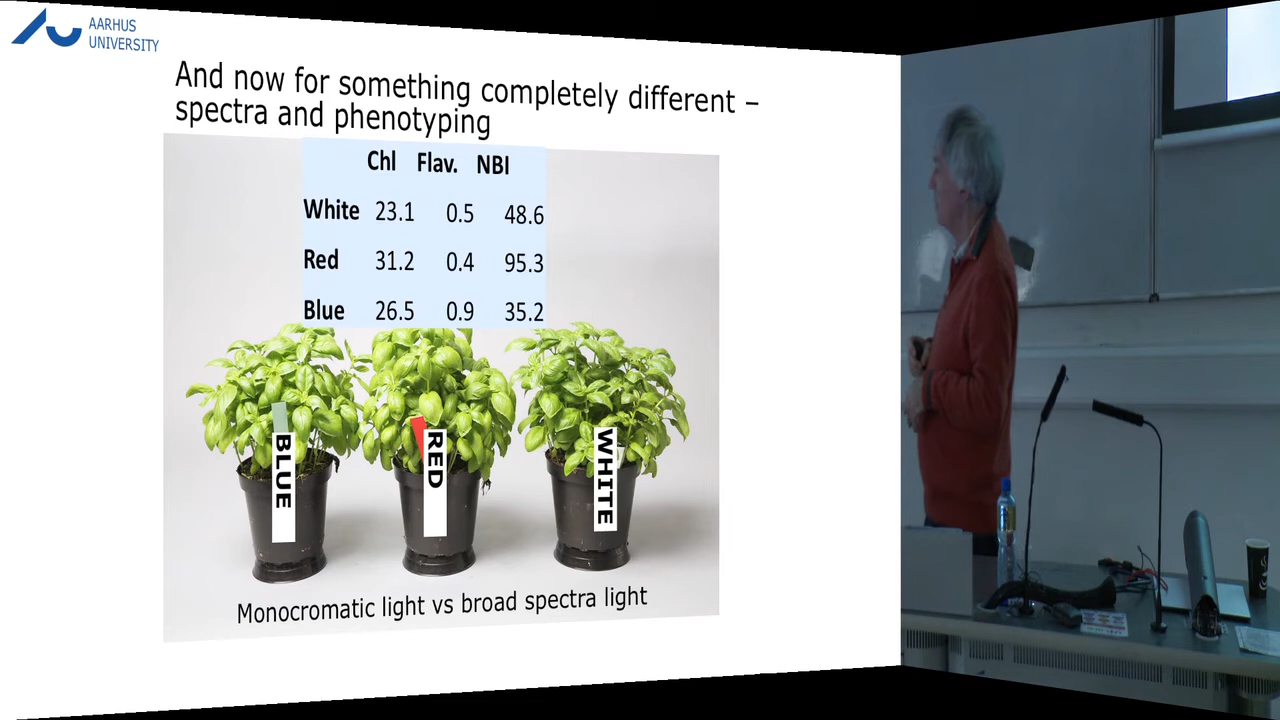 AARHUS
UNIVERSITY
And now for something completely different –
spectra and phenotyping
Chl Flav. NBI
White 23.1 0.5 48.6
Red 31.2 0.4 95.3
Blue 26.5 0.9 35.2
BLUE
RED
WHITE
Monocromatic light vs broad spectra light